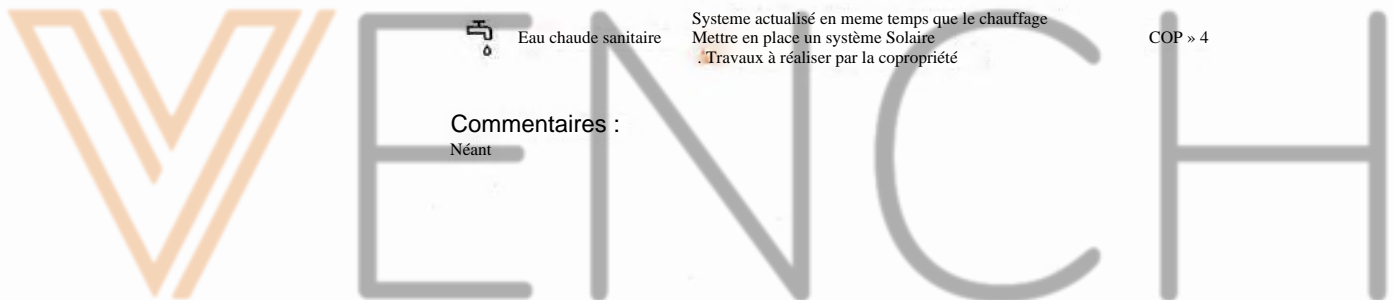 Systeme actualisé en meme temps que le chauffage
Eau chaude sanitaire Mettre en place un système Solaire COP » 4
. Travaux à réaliser par la copropriété
Commentaires :
Néant
VENCH